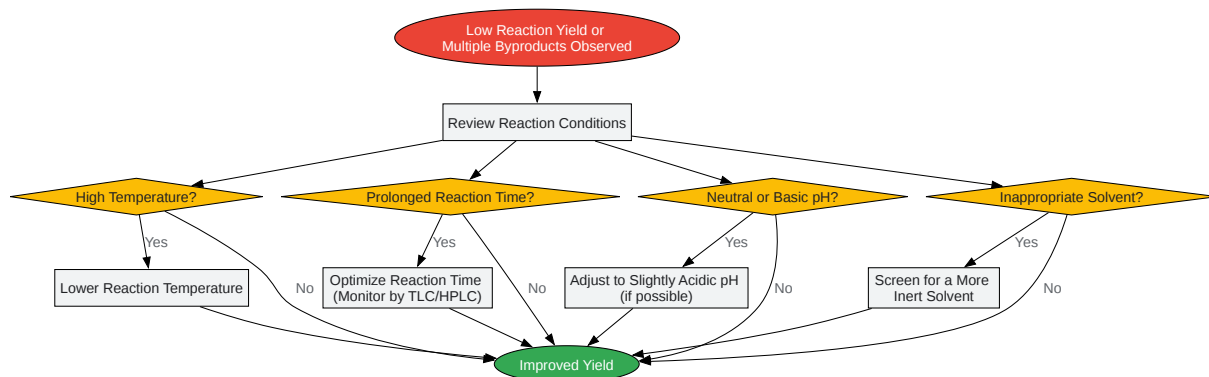 Low Reaction Yield or
Multiple Byproducts Observed
Review Reaction Conditions
High Temperature?
Prolonged Reaction Time?
Neutral or Basic pH?
Inappropriate Solvent?
Yes
Yes
Yes
Yes
Lower Reaction Temperature
No
Optimize Reaction Time
(Monitor by TLC/HPLC)
No
Adjust to Slightly Acidic pH
(if possible)
No
Screen for a More
Inert Solvent
No
Improved Yield